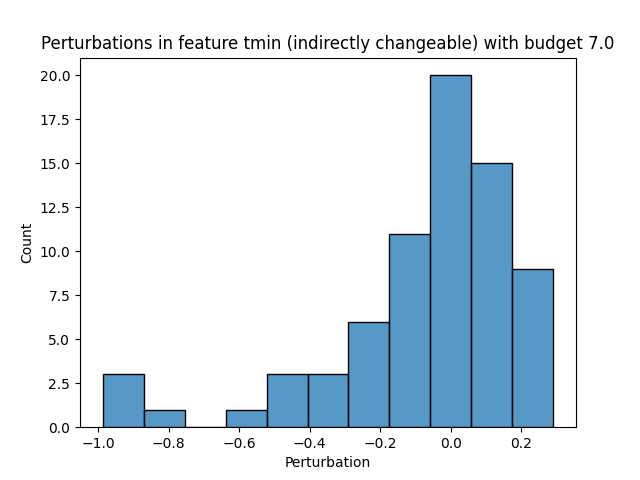 Perturbations in feature tmin (indirectly changeable) with budget 7.0
20.0
17.5
15.0
12.5
10.0
7.5
5.0
2.5
0.0
Count
−1.0 −0.8 −0.6 −0.4 −0.2 0.0 0.2
Perturbation